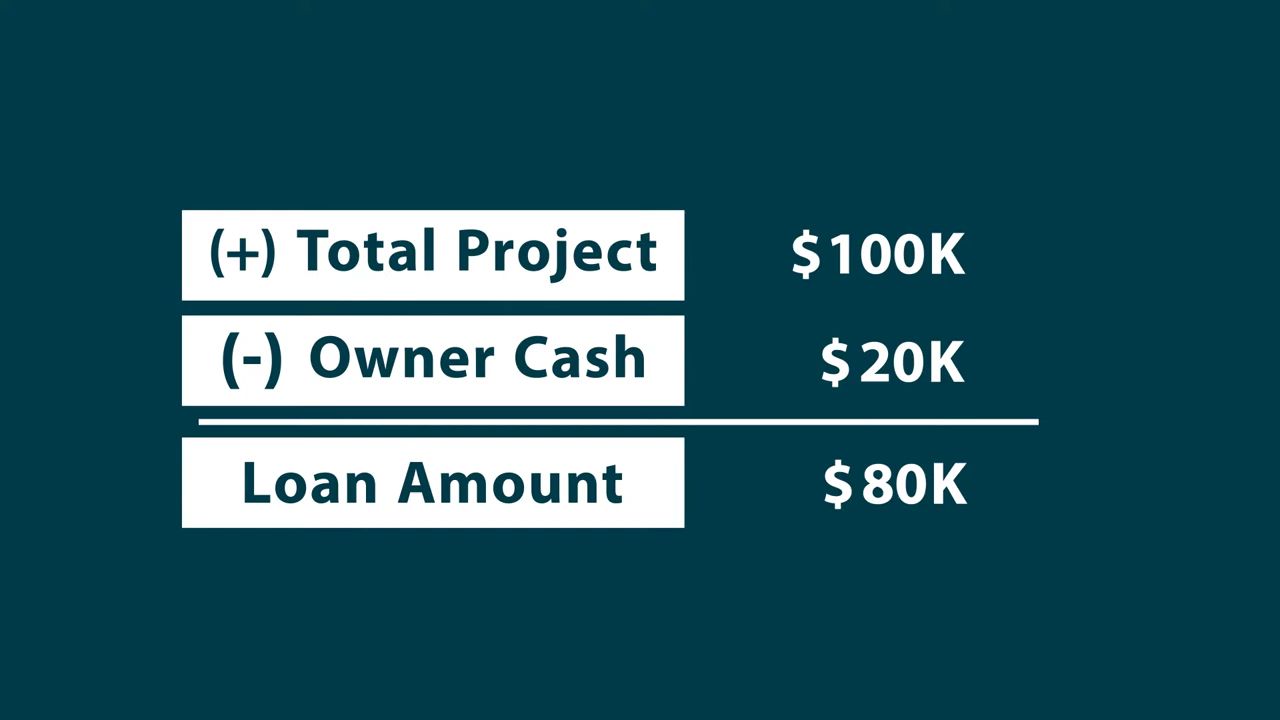 (+) Total Project $100K
(-) Owner Cash $20K
Loan Amount $80K